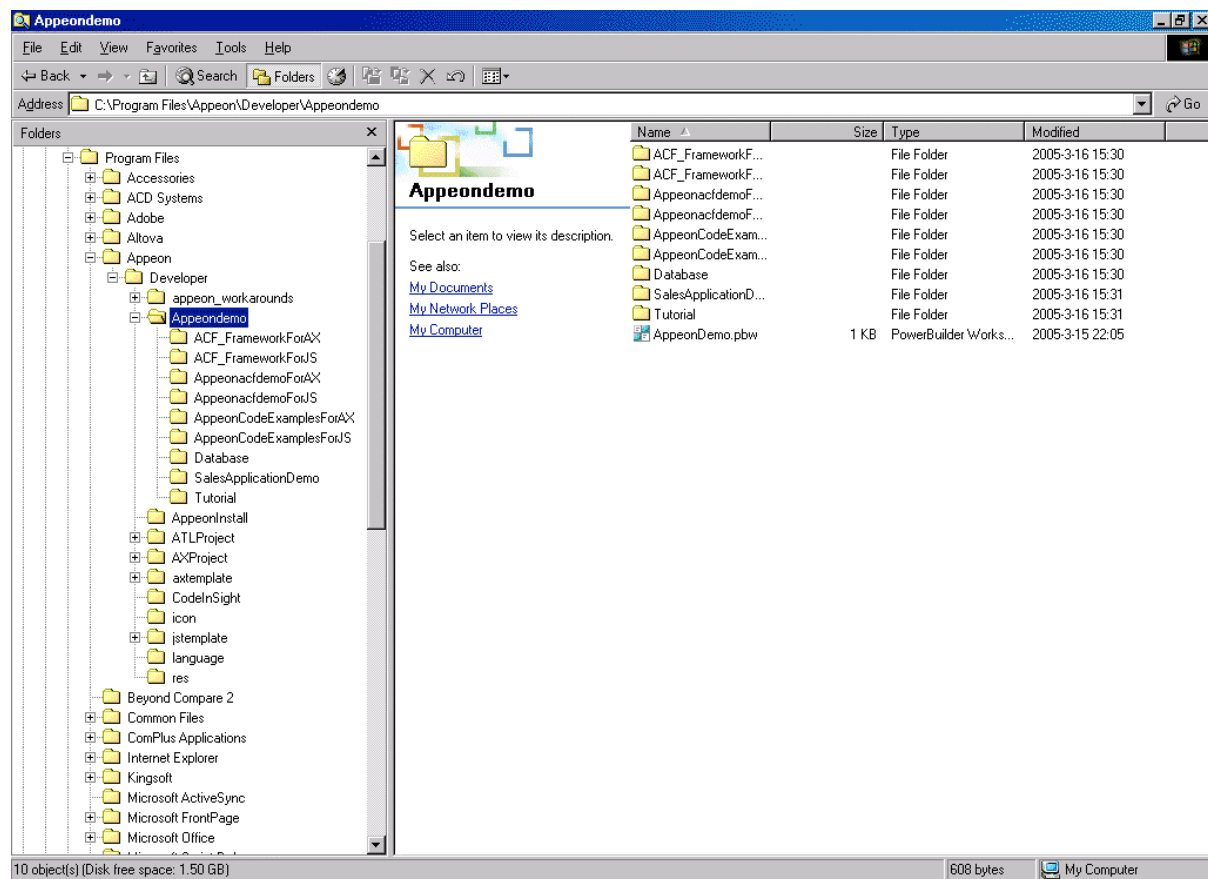 Appeondemo
File Edit View Favorites Tools Help
Back Search Folders
Address C:\Program Files\Appeon\Developer\Appeondemo Go
Folders
Program Files
Accessories
ACD Systems
Adobe
Altova
Appeon
Developer
appeon_workarounds
Appeondemo
ACF_FrameworkForAX
ACF_FrameworkForJS
AppeonacfdemoForAX
AppeonacfdemoForJS
AppeonCodeExamplesForAX
AppeonCodeExamplesForJS
Database
SalesApplicationDemo
Tutorial
AppeonInstall
ATLProject
AXProject
axtemplate
CodeInSight
icon
jstemplate
language
res
Beyond Compare 2
Common Files
ComPlus Applications
Internet Explorer
Kingsoft
Microsoft ActiveSync
Microsoft FrontPage
Microsoft Office
Appeondemo
Select an item to view its description.
See also:
My Documents
My Network Places
My Computer
Name Size Type Modified
ACF_FrameworkF... File Folder 2005-3-16 15:30
ACF_FrameworkF... File Folder 2005-3-16 15:30
AppeonacfdemoF... File Folder 2005-3-16 15:30
AppeonacfdemoF... File Folder 2005-3-16 15:30
AppeonCodeExam... File Folder 2005-3-16 15:30
AppeonCodeExam... File Folder 2005-3-16 15:30
Database File Folder 2005-3-16 15:30
SalesApplicationD... File Folder 2005-3-16 15:31
Tutorial File Folder 2005-3-16 15:31
AppeonDemo.pbw 1 KB PowerBuilder Works... 2005-3-15 22:05
10 object(s) (Disk free space: 1.50 GB) 608 bytes My Computer